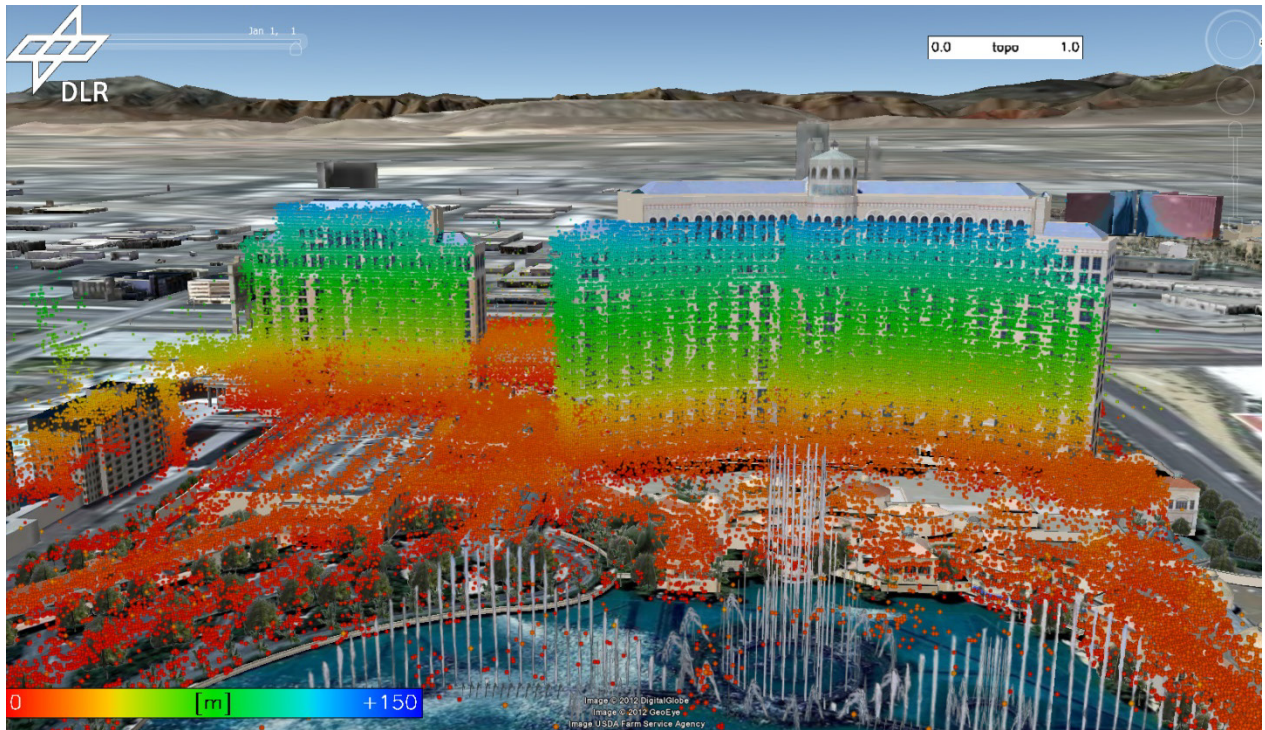 Jan 1, 1
0.0 topo 1.0
DLR
0 [m] +150
Image © 2012 DigitalGlobe
Image © 2012 GeoEye
Image USDA Farm Service Agency